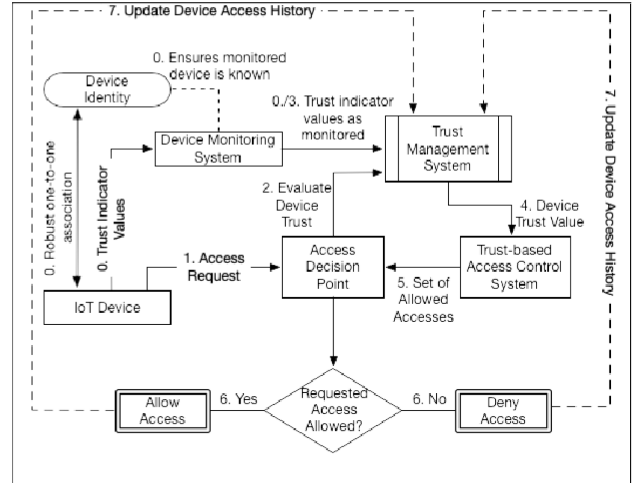 7. Update Device Access History
0. Ensures monitored
device is known
Device
Identity
0./3. Trust indicator
values as
monitored
Trust
Management
System
Device Monitoring
System
7. Update Device Access History
0. Robust one-to-one
association
0. Trust Indicator
Values
2. Evaluate
Device
Trust
4. Device
Trust Value
1. Access
Request
Access
Decision
Point
Trust-based
Access Control
System
5. Set of
Allowed
Accesses
IoT Device
Allow
Access
6. Yes
Requested
Access
Allowed?
6. No
Deny
Access